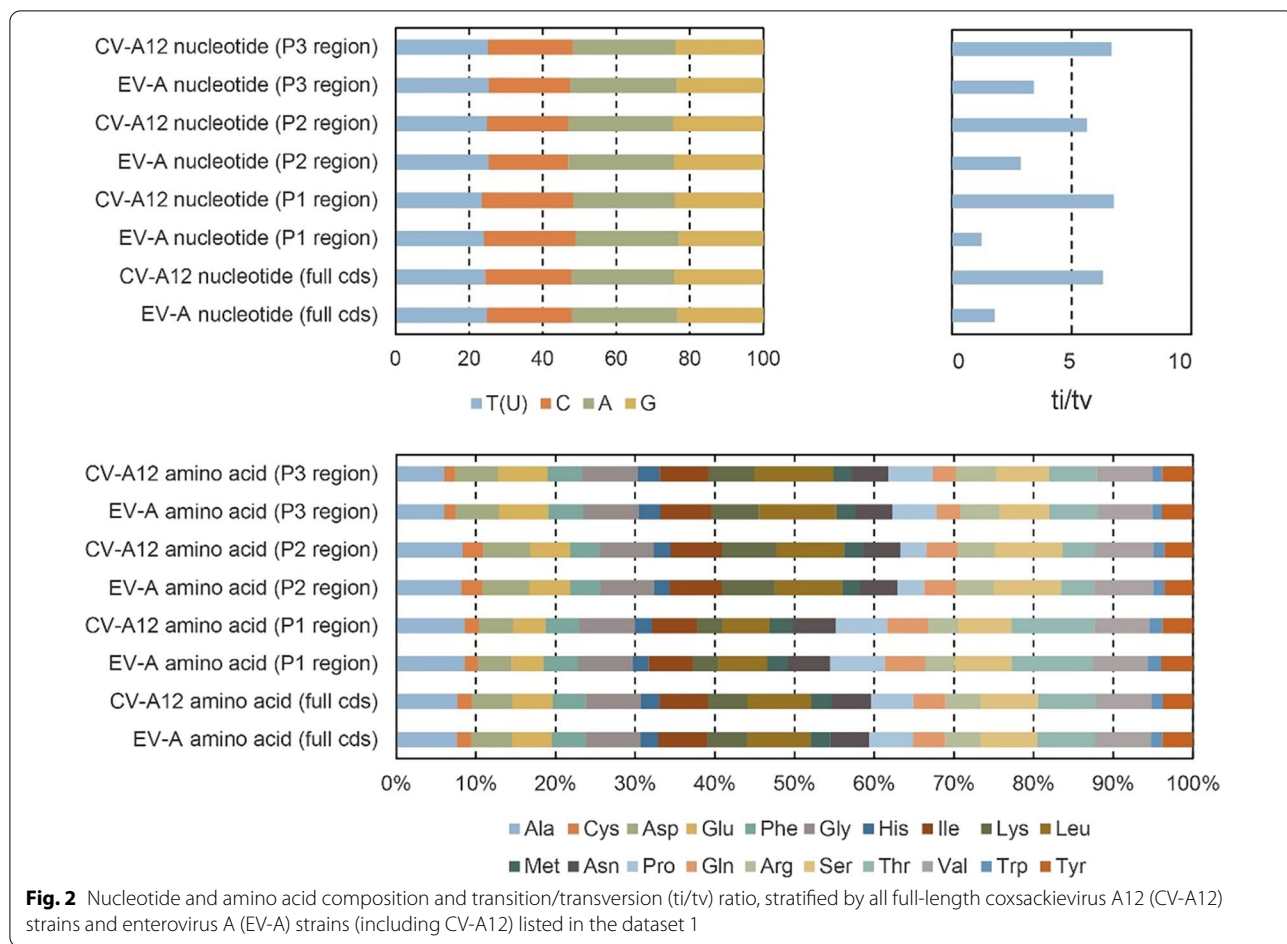 CV-A12 nucleotide (P3 region)
EV-A nucleotide (P3 region)
CV-A12 nucleotide (P2 region)
EV-A nucleotide (P2 region)
CV-A12 nucleotide (P1 region)
EV-A nucleotide (P1 region)
CV-A12 nucleotide (full cds)
EV-A nucleotide (full cds)
0 20 40 60 80 100
T(U) C A G
0 5 10
ti/tv
CV-A12 amino acid (P3 region)
EV-A amino acid (P3 region)
CV-A12 amino acid (P2 region)
EV-A amino acid (P2 region)
CV-A12 amino acid (P1 region)
EV-A amino acid (P1 region)
CV-A12 amino acid (full cds)
EV-A amino acid (full cds)
0% 10% 20% 30% 40% 50% 60% 70% 80% 90% 100%
Ala Cys Asp Glu Phe Gly His Ile Lys Leu
Met Asn Pro Gln Arg Ser Thr Val Trp Tyr
Fig. 2 Nucleotide and amino acid composition and transition/transversion (ti/tv) ratio, stratified by all full-length coxsackievirus A12 (CV-A12)
strains and enterovirus A (EV-A) strains (including CV-A12) listed in the dataset 1